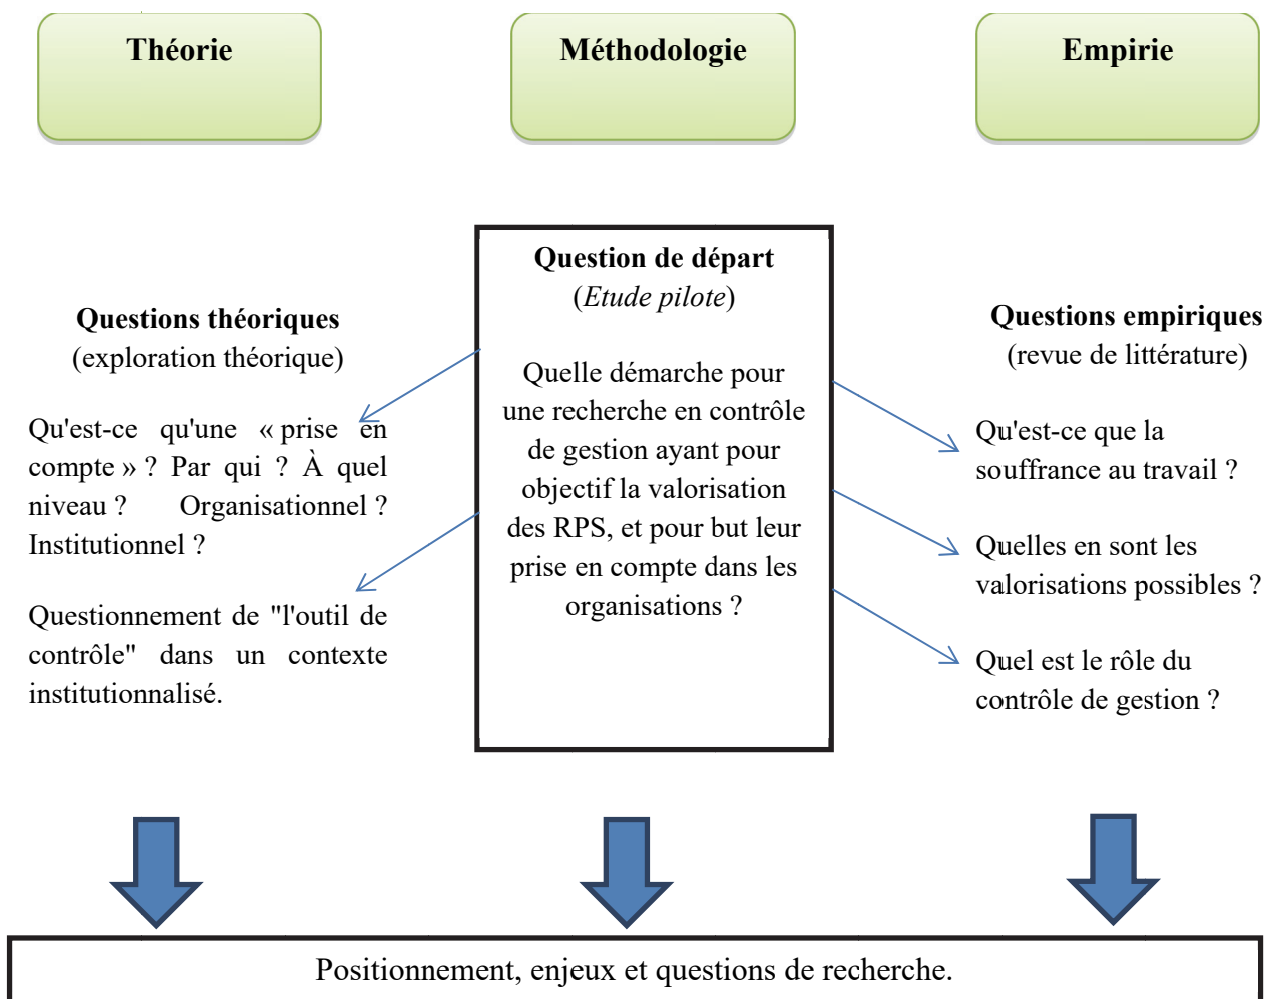 Théorie
Méthodologie
Empirie
Questions théoriques
(exploration théorique)
Qu'est-ce qu'une « prise en
compte » ? Par qui ? À quel
niveau ? Organisationnel ?
Institutionnel ?
Questionnement de "l'outil de
contrôle" dans un contexte
institutionnalisé.
Question de départ
(Etude pilote)
Quelle démarche pour
une recherche en contrôle
de gestion ayant pour
objectif la valorisation
des RPS, et pour but leur
prise en compte dans les
organisations ?
Questions empiriques
(revue de littérature)
Qu'est-ce que la
souffrance au travail ?
Quelles en sont les
valorisations possibles ?
Quel est le rôle du
contrôle de gestion ?
Positionnement, enjeux et questions de recherche.